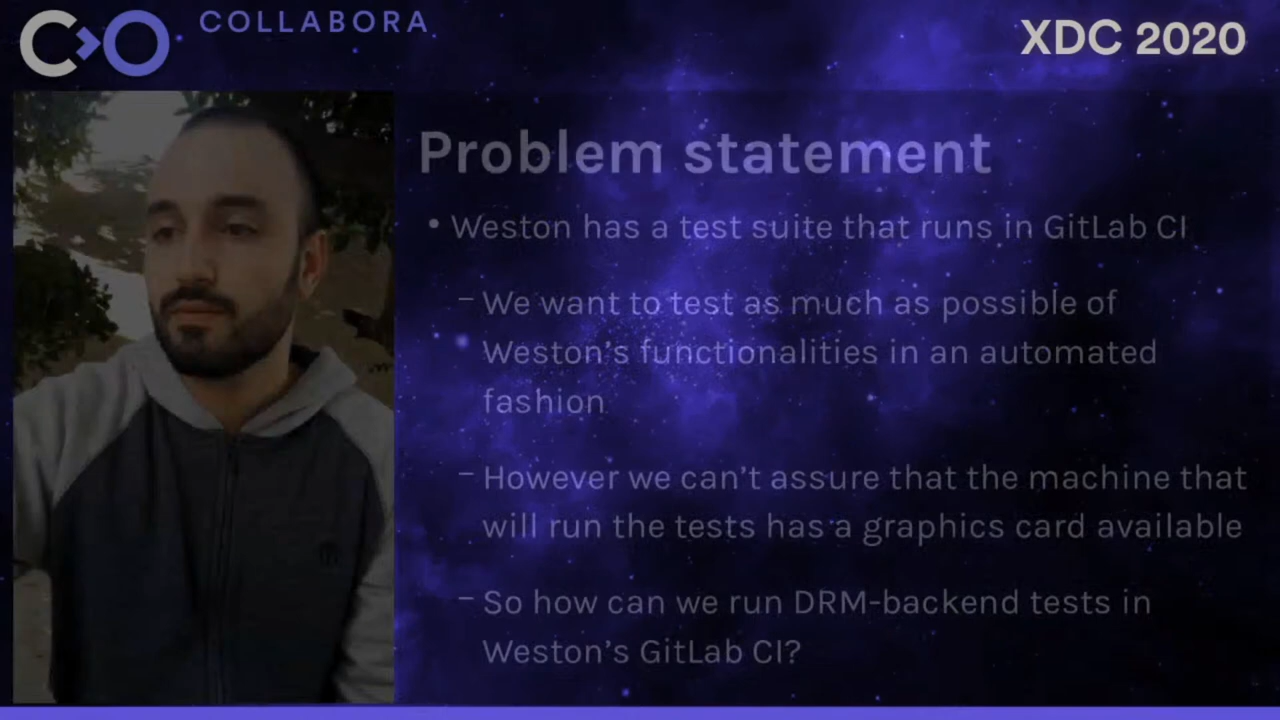 COLLABORA
XDC 2020
Problem statement
• Weston has a test suite that runs in GitLab CI
– We want to test as much as possible of
Weston’s functionalities in an automated
fashion
– However we can’t assure that the machine that
will run the tests has a graphics card available
– So how can we run DRM-backend tests in
Weston’s GitLab CI?